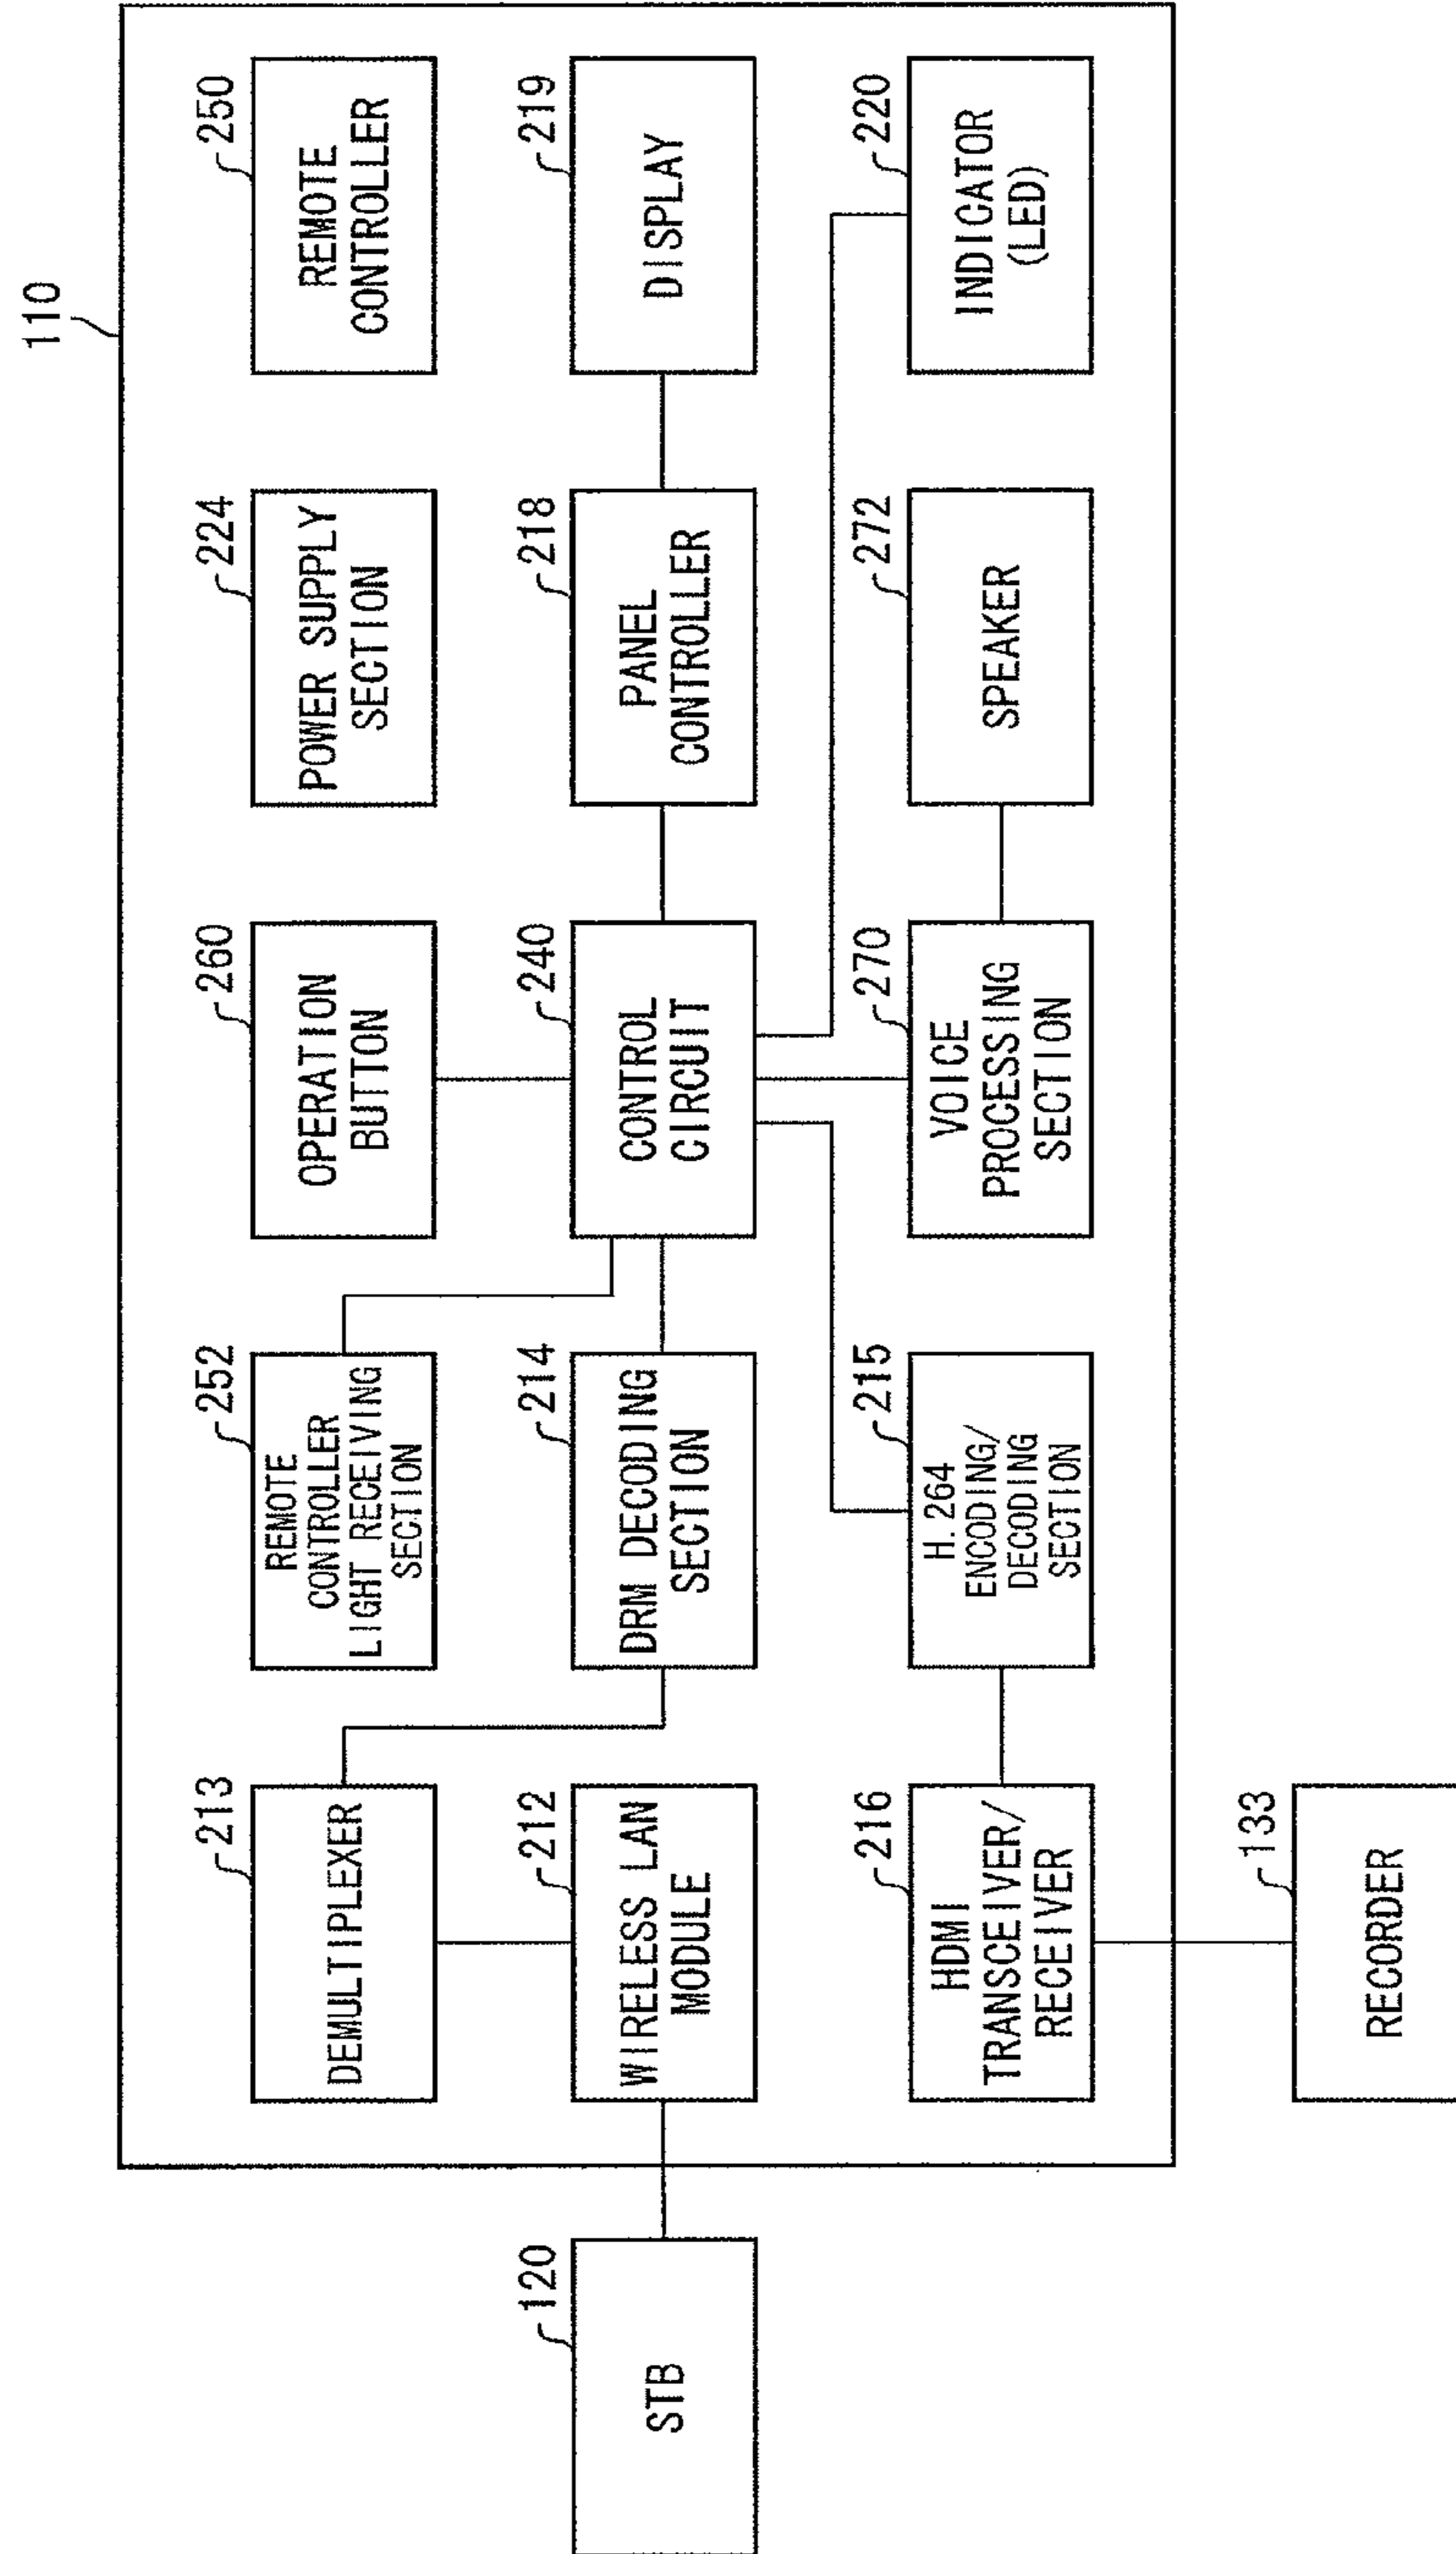 110
213
DEMULTIPLEXER
252
REMOTE
CONTROLLER
LIGHT RECEIVING
SECTION
260
OPERATION
BUTTON
224
POWER SUPPLY
SECTION
250
REMOTE
CONTROLLER
120
STB
212
WIRELESS LAN
MODULE
214
DRM DECODING
SECTION
240
CONTROL
CIRCUIT
218
PANEL
CONTROLLER
219
DISPLAY
216
HDMI
TRANSCEIVER/
RECEIVER
215
H.264
ENCODING/
DECODING
SECTION
270
VOICE
PROCESSING
SECTION
272
SPEAKER
220
INDICATOR
(LED)
133
RECORDER